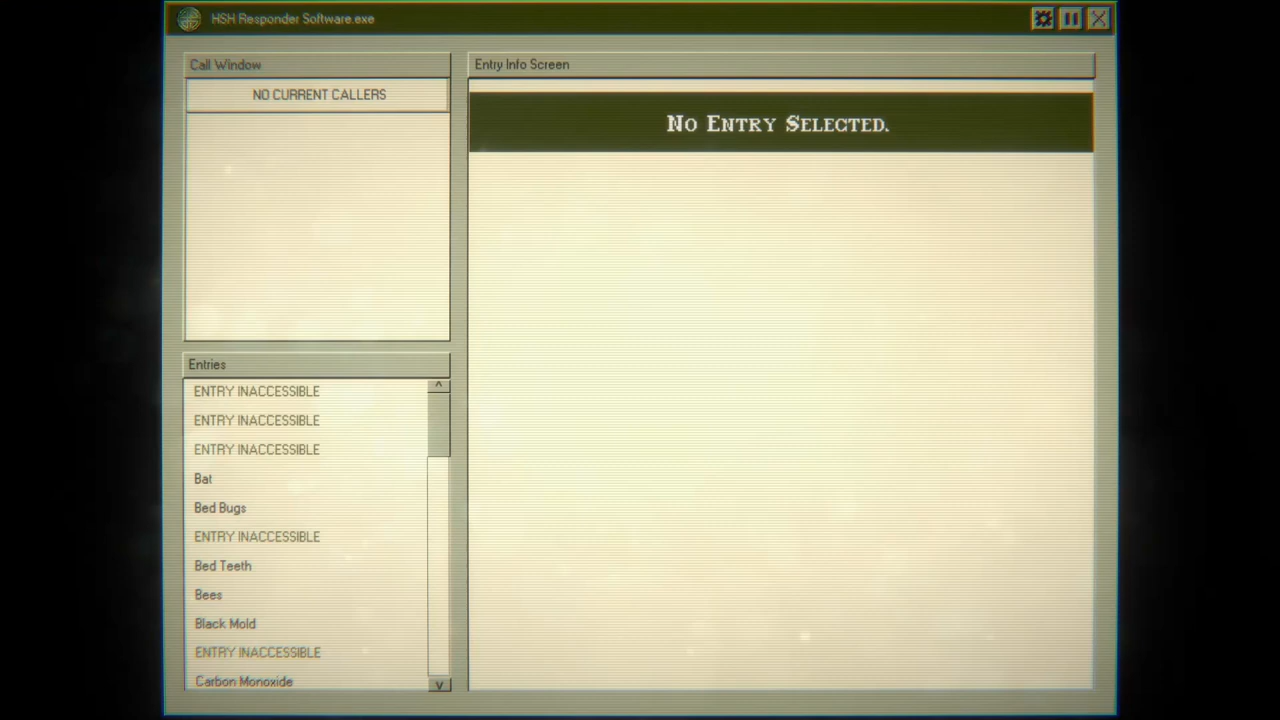 HSH Responder Software.exe
Call Window
NO CURRENT CALLERS
Entry Info Screen
No Entry Selected.
Entries
ENTRY INACCESSIBLE
ENTRY INACCESSIBLE
ENTRY INACCESSIBLE
Bat
Bed Bugs
ENTRY INACCESSIBLE
Bed Teeth
Bees
Black Mold
ENTRY INACCESSIBLE
Carbon Monoxide